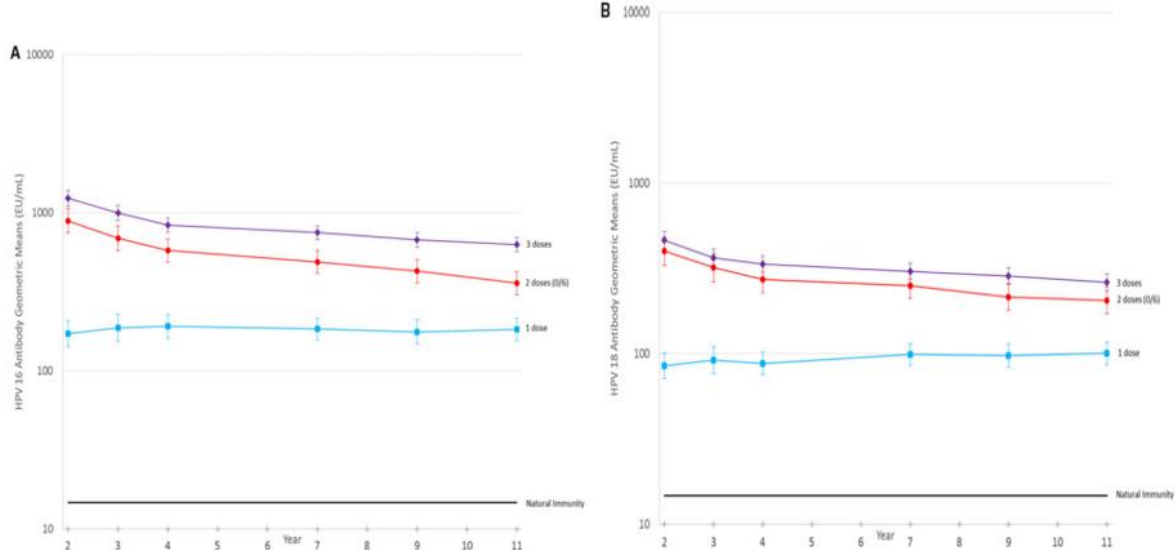 A
HPV 16 Antibody Geometric Means (EU/mL)
10000
1000
100
10
3 doses
2 doses (0/6)
1 dose
Natural Immunity
2 3 4 5 6 7 8 9 10 11
Year
B
HPV 18 Antibody Geometric Means (EU/mL)
10000
1000
100
10
3 doses
2 doses (0/6)
1 dose
Natural Immunity
2 3 4 5 6 7 8 9 10 11
Year